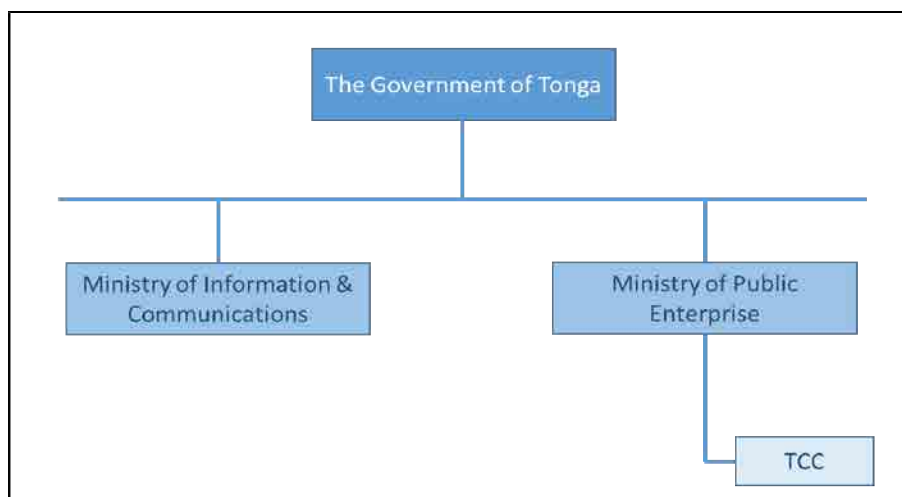 The Government of Tonga
Ministry of Information &
Communications
Ministry of Public
Enterprise
TCC